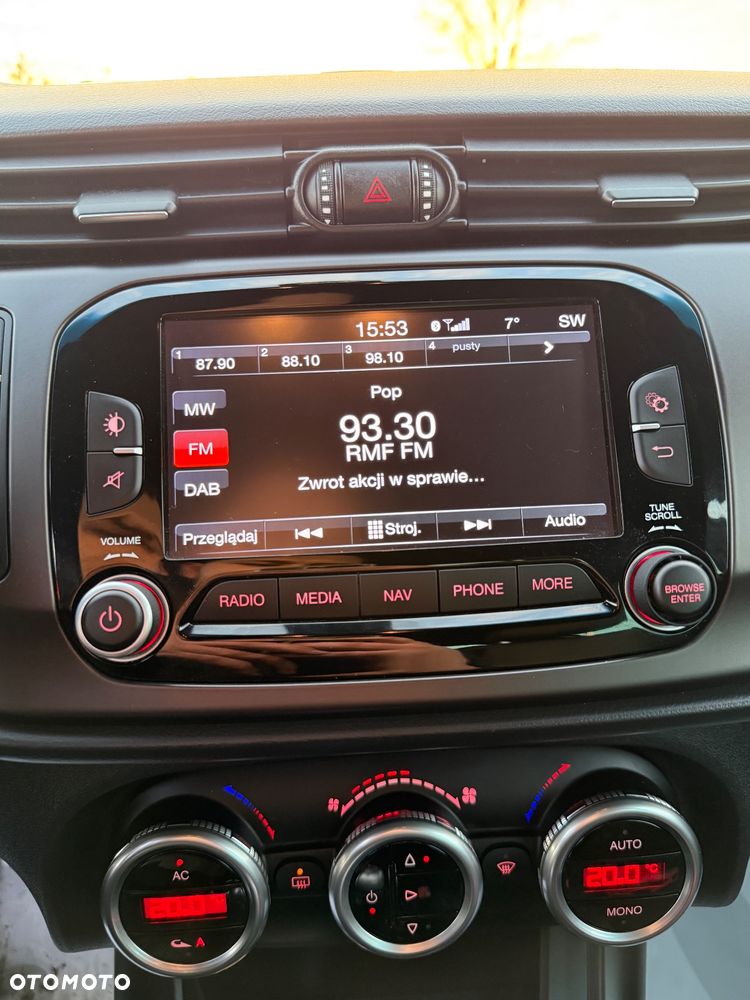 15:53 7° SW
1 87.90 2 88.10 3 98.10 4 pusty
Pop
MW
93.30
FM
RMF FM
DAB
Zwrot akcji w sprawie...
Przeglądaj Stroj. Audio
VOLUME
TUNE
SCROLL
RADIO MEDIA NAV PHONE MORE
BROWSE
ENTER
AC
20.0
A
AUTO
20.0 °C
MONO
OTOMOTO